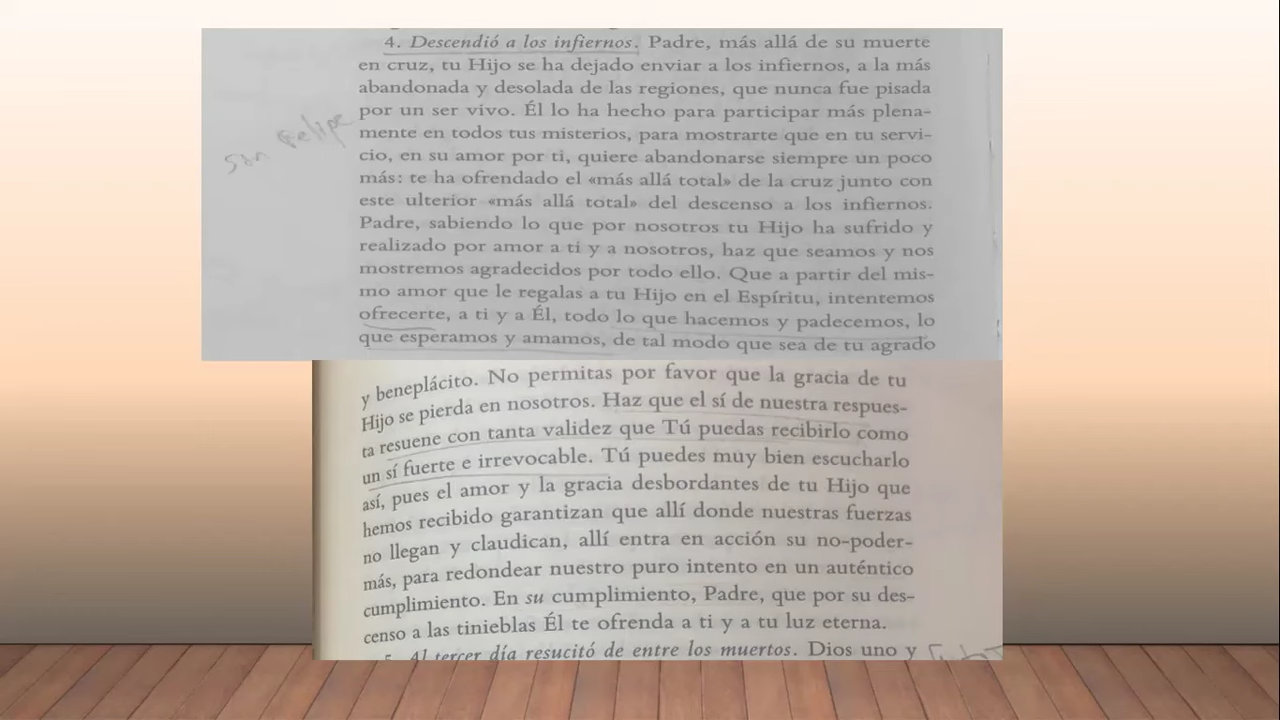 4. Descendió a los infiernos. Padre, más allá de su muerte
en cruz, tu Hijo se ha dejado enviar a los infiernos, a la más
abandonada y desolada de las regiones, que nunca fue pisada
por un ser vivo. Él lo ha hecho para participar más plena-
San Felipe
mente en todos tus misterios, para mostrarte que en tu servi-
cio, en su amor por ti, quiere abandonarse siempre un poco
más: te ha ofrendado el «más allá total» de la cruz junto con
este ulterior «más allá total» del descenso a los infiernos.
Padre, sabiendo lo que por nosotros tu Hijo ha sufrido y
realizado por amor a ti y a nosotros, haz que seamos y nos
mostremos agradecidos por todo ello. Que a partir del mis-
mo amor que le regalas a tu Hijo en el Espíritu, intentemos
ofrecerte, a ti y a Él, todo lo que hacemos y padecemos, lo
que esperamos y amamos, de tal modo que sea de tu agrado
y beneplácito. No permitas por favor que la gracia de tu
Hijo se pierda en nosotros. Haz que el sí de nuestra respues-
ta resuene con tanta validez que Tú puedas recibirlo como
un sí fuerte e irrevocable. Tú puedes muy bien escucharlo
así, pues el amor y la gracia desbordantes de tu Hijo que
hemos recibido garantizan que allí donde nuestras fuerzas
no llegan y claudican, allí entra en acción su no-poder-
más, para redondear nuestro puro intento en un auténtico
cumplimiento. En su cumplimiento, Padre, que por su des-
censo a las tinieblas Él te ofrenda a ti y a tu luz eterna.
Al tercer día resucitó de entre los muertos. Dios uno y